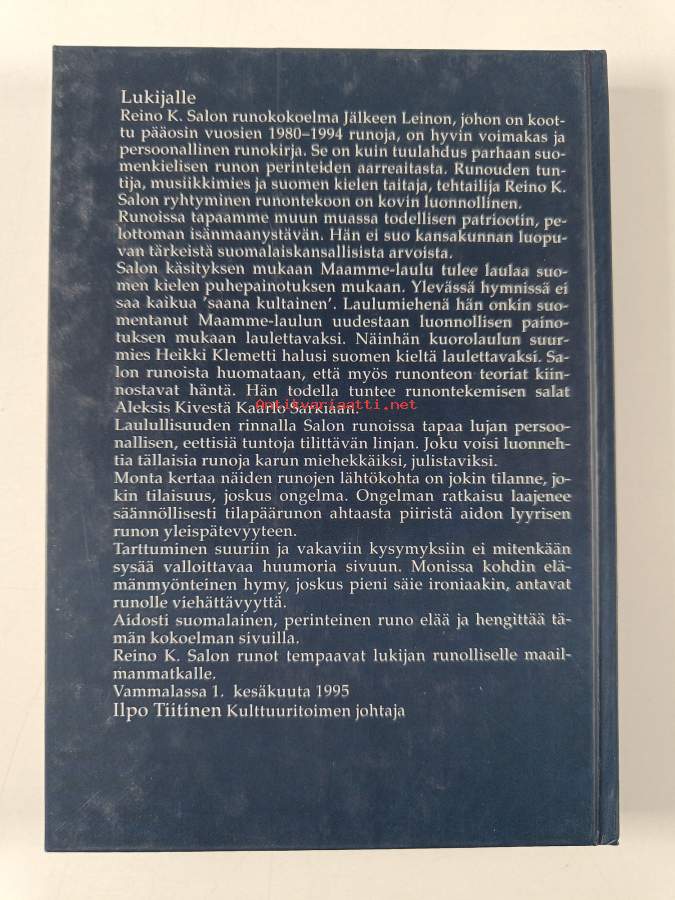 Lukijalle
Reino K. Salon runokokoelma Jälkeen Leinon, johon on koot-
tu pääosin vuosien 1980–1994 runoja, on hyvin voimakas ja
persoonallinen runokirja. Se on kuin tuulahdus parhaan suo-
menkielisen runon perinteiden aarreaitasta. Runouden tun-
tija, musiikkimies ja suomen kielen taitaja, tehtailija Reino K.
Salon ryhtyminen runontekoon on kovin luonnollinen.
Runoissa tapaamme muun muassa todellisen patriootin, pe-
lottoman isänmaanystävän. Hän ei suo kansakunnan luopu-
van tärkeistä suomalaiskansallisista arvoista.
Salon käsityksen mukaan Maamme-laulu tulee laulaa suo-
men kielen puhepainotuksen mukaan. Ylevässä hymnissä ei
saa kaikua 'saana kultainen'. Laulumiehenä hän onkin suo-
mentanut Maamme-laulun uudestaan luonnollisen paino-
tuksen mukaan laulettavaksi. Näinhän kuorolaulun suur-
mies Heikki Klemetti halusi suomen kieltä laulettavaksi. Sa-
lon runoista huomataan, että myös runonteon teoriat kiin-
nostavat häntä. Hän todella tuntee runontekemisen salat
Aleksis Kivestä Kaarlo Sarkiaan.
Antikvariaatti.net
Laulullisuuden rinnalla Salon runoissa tapaa lujan persoo-
nallisen, eettisiä tuntoja tilittävän linjan. Joku voisi luonneh-
tia tällaisia runoja karun miehekkäiksi, julistaviksi.
Monta kertaa näiden runojen lähtökohta on jokin tilanne, jo-
kin tilaisuus, joskus ongelma. Ongelman ratkaisu laajenee
säännöllisesti tilapäärunon ahtaasta piiristä aidon lyyrisen
runon yleispätevyyteen.
Tarttuminen suuriin ja vakaviin kysymyksiin ei mitenkään
sysää valloittavaa huumoria sivuun. Monissa kohdin elä-
mänmyönteinen hymy, joskus pieni säie ironiaakin, antavat
runolle viehättävyyttä.
Aidosti suomalainen, perinteinen runo elää ja hengittää tä-
män kokoelman sivuilla.
Reino K. Salon runot tempaavat lukijan runolliselle maail-
manmatkalle.
Vammalassa 1. kesäkuuta 1995
Ilpo Tiitinen Kulttuuritoimen johtaja